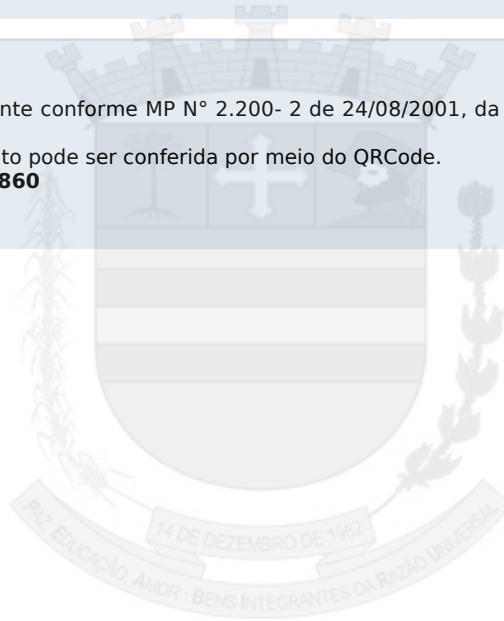 nte conforme MP N° 2.200- 2 de 24/08/2001, da
to pode ser conferida por meio do QRCode.
860
14 DE DEZEMBRO DE 1952
PAZ, EDUCAÇÃO, AMOR : BENS INTEGRANTES DA RAZÃO UNIVERSAL